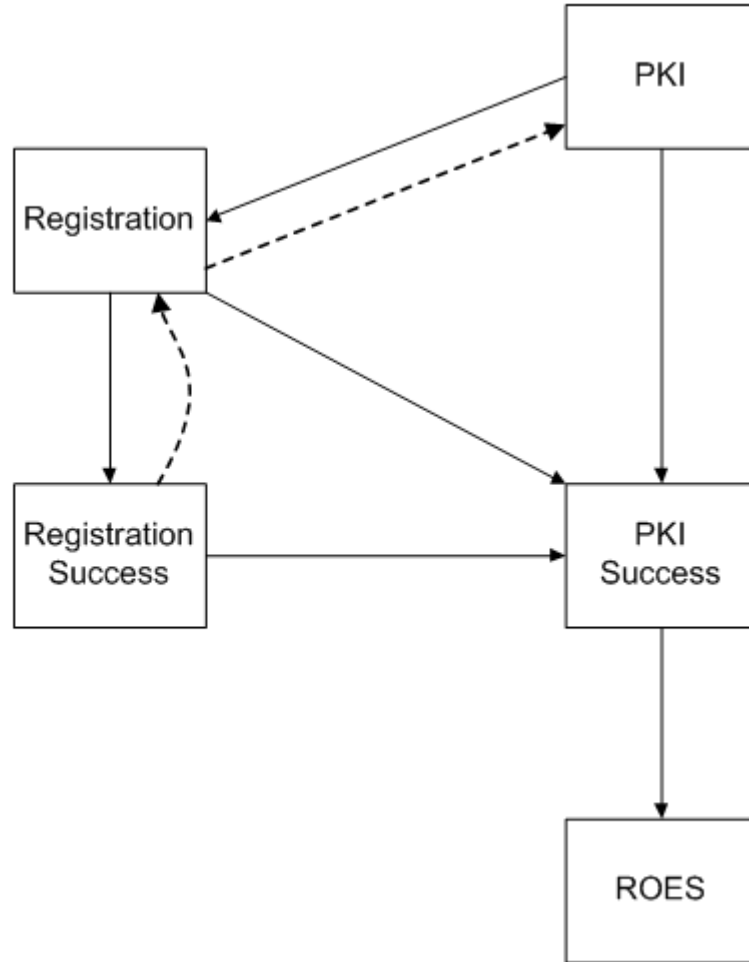 PKI
Registration
Registration
Success
PKI
Success
ROES